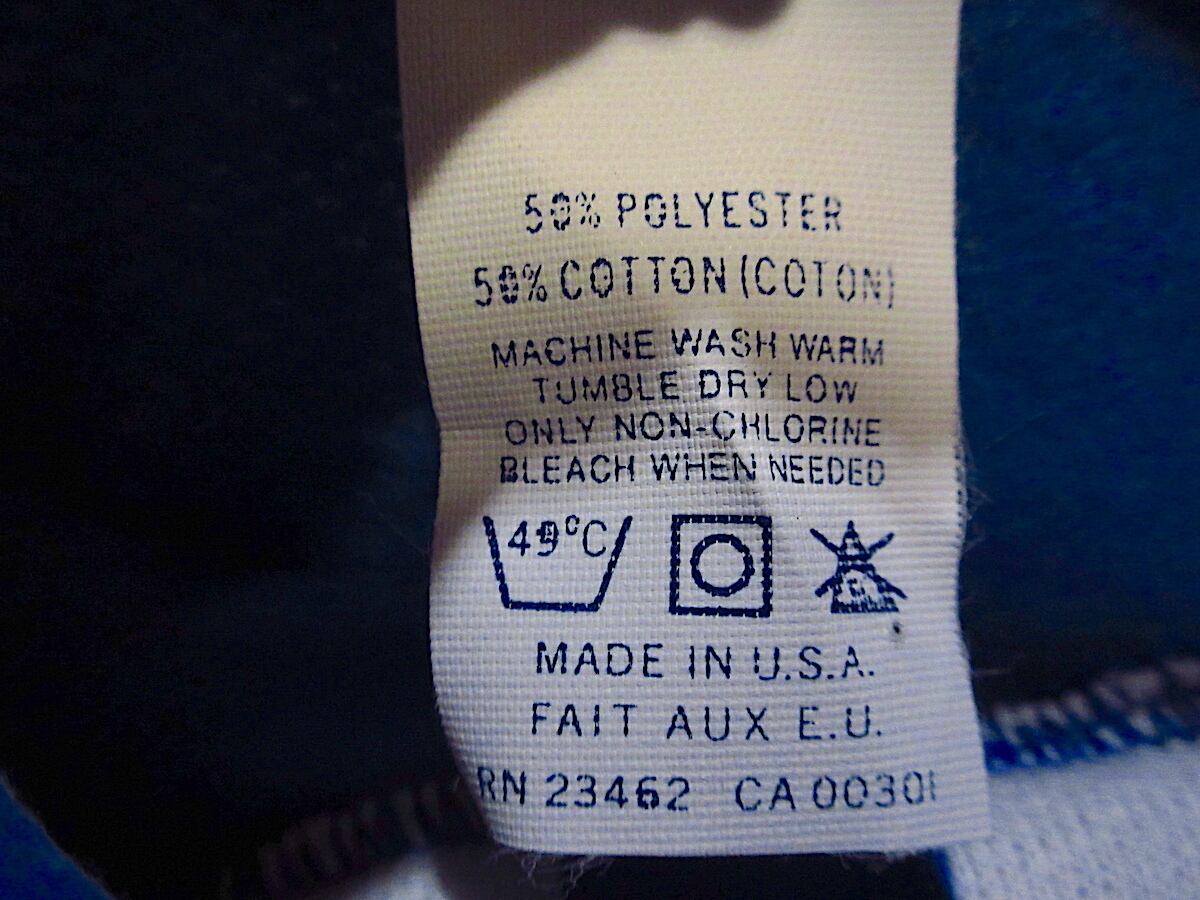 50% POLYESTER
50% COTTON (COTON)
MACHINE WASH WARM
TUMBLE DRY LOW
ONLY NON-CHLORINE
BLEACH WHEN NEEDED
MADE IN U.S.A.
FAIT AUX E.U.
RN 23462 CA 00301